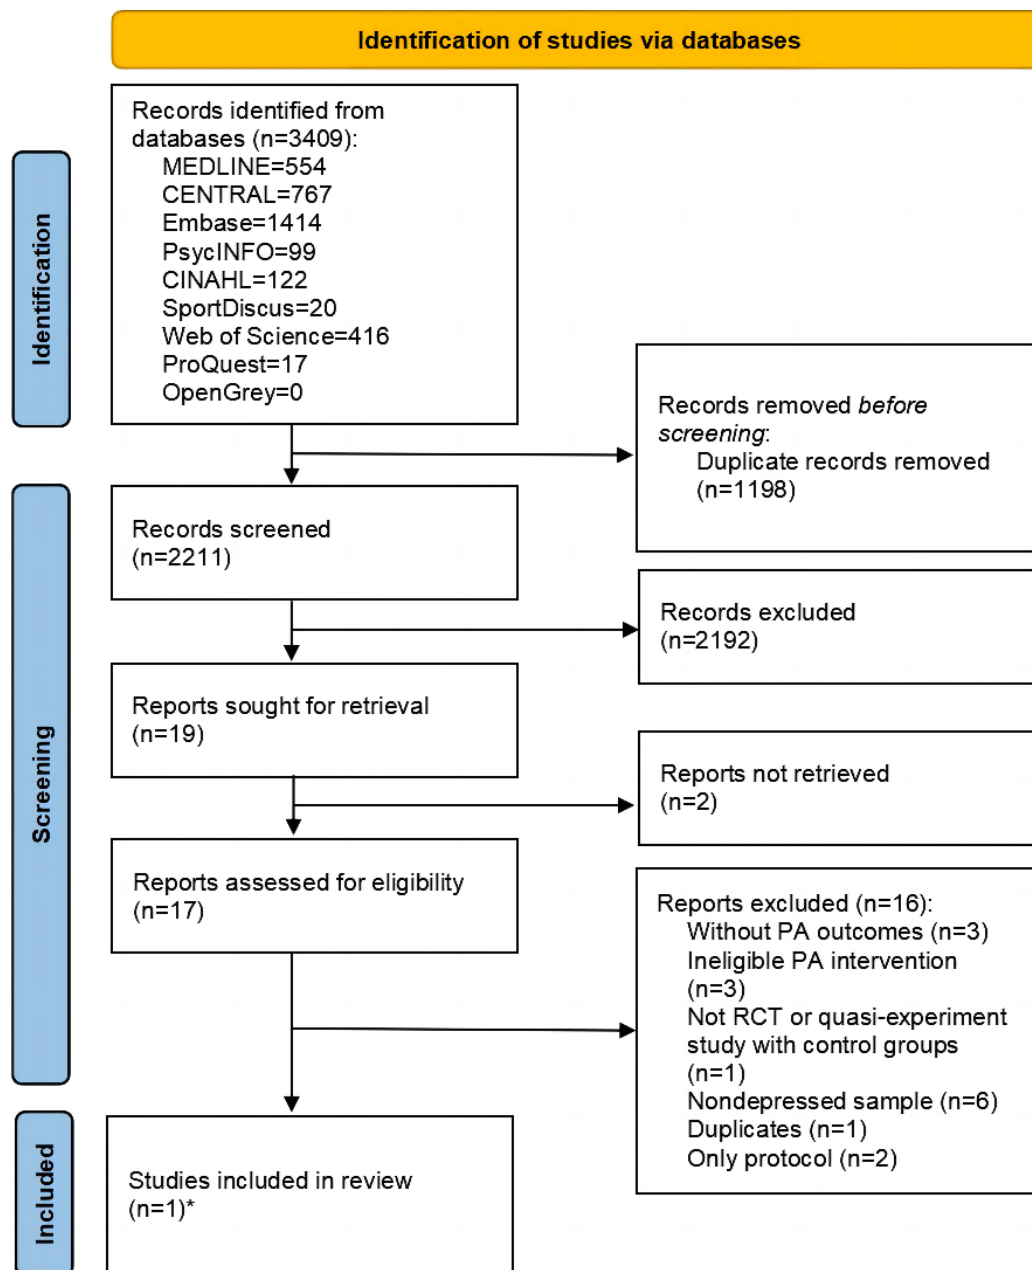 Identification of studies via databases
Identification
Records identified from
databases (n=3409):
MEDLINE=554
CENTRAL=767
Embase=1414
PsycINFO=99
CINAHL=122
SportDiscus=20
Web of Science=416
ProQuest=17
OpenGrey=0
Records removed before
screening:
Duplicate records removed
(n=1198)
Screening
Records screened
(n=2211)
Records excluded
(n=2192)
Reports sought for retrieval
(n=19)
Reports not retrieved
(n=2)
Reports assessed for eligibility
(n=17)
Reports excluded (n=16):
Without PA outcomes (n=3)
Ineligible PA intervention
(n=3)
Not RCT or quasi-experiment
study with control groups
(n=1)
Nondepressed sample (n=6)
Duplicates (n=1)
Only protocol (n=2)
Included
Studies included in review
(n=1)*